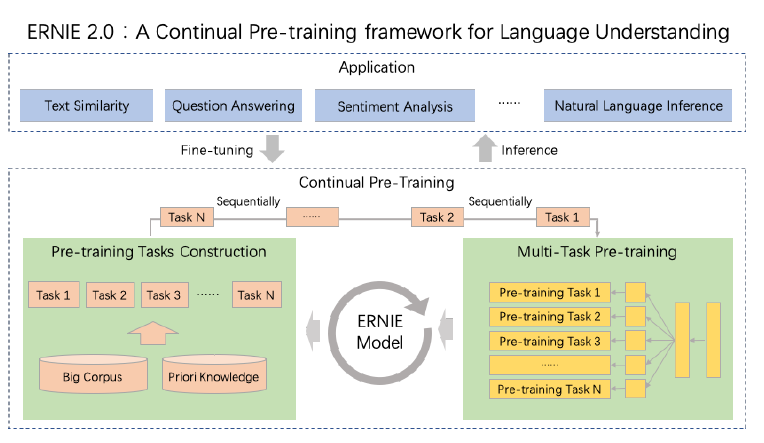 ERNIE 2.0 : A Continual Pre-training framework for Language Understanding
Application
Text Similarity
Question Answering
Sentiment Analysis
......
Natural Language Inference
Fine-tuning
Inference
Continual Pre-Training
Sequentially
Sequentially
Task N
......
Task 2
Task 1
Pre-training Tasks Construction
Task 1
Task 2
Task 3
......
Task N
Big Corpus
Priori Knowledge
ERNIE
Model
Multi-Task Pre-training
Pre-training Task 1
Pre-training Task 2
Pre-training Task 3
......
Pre-training Task N